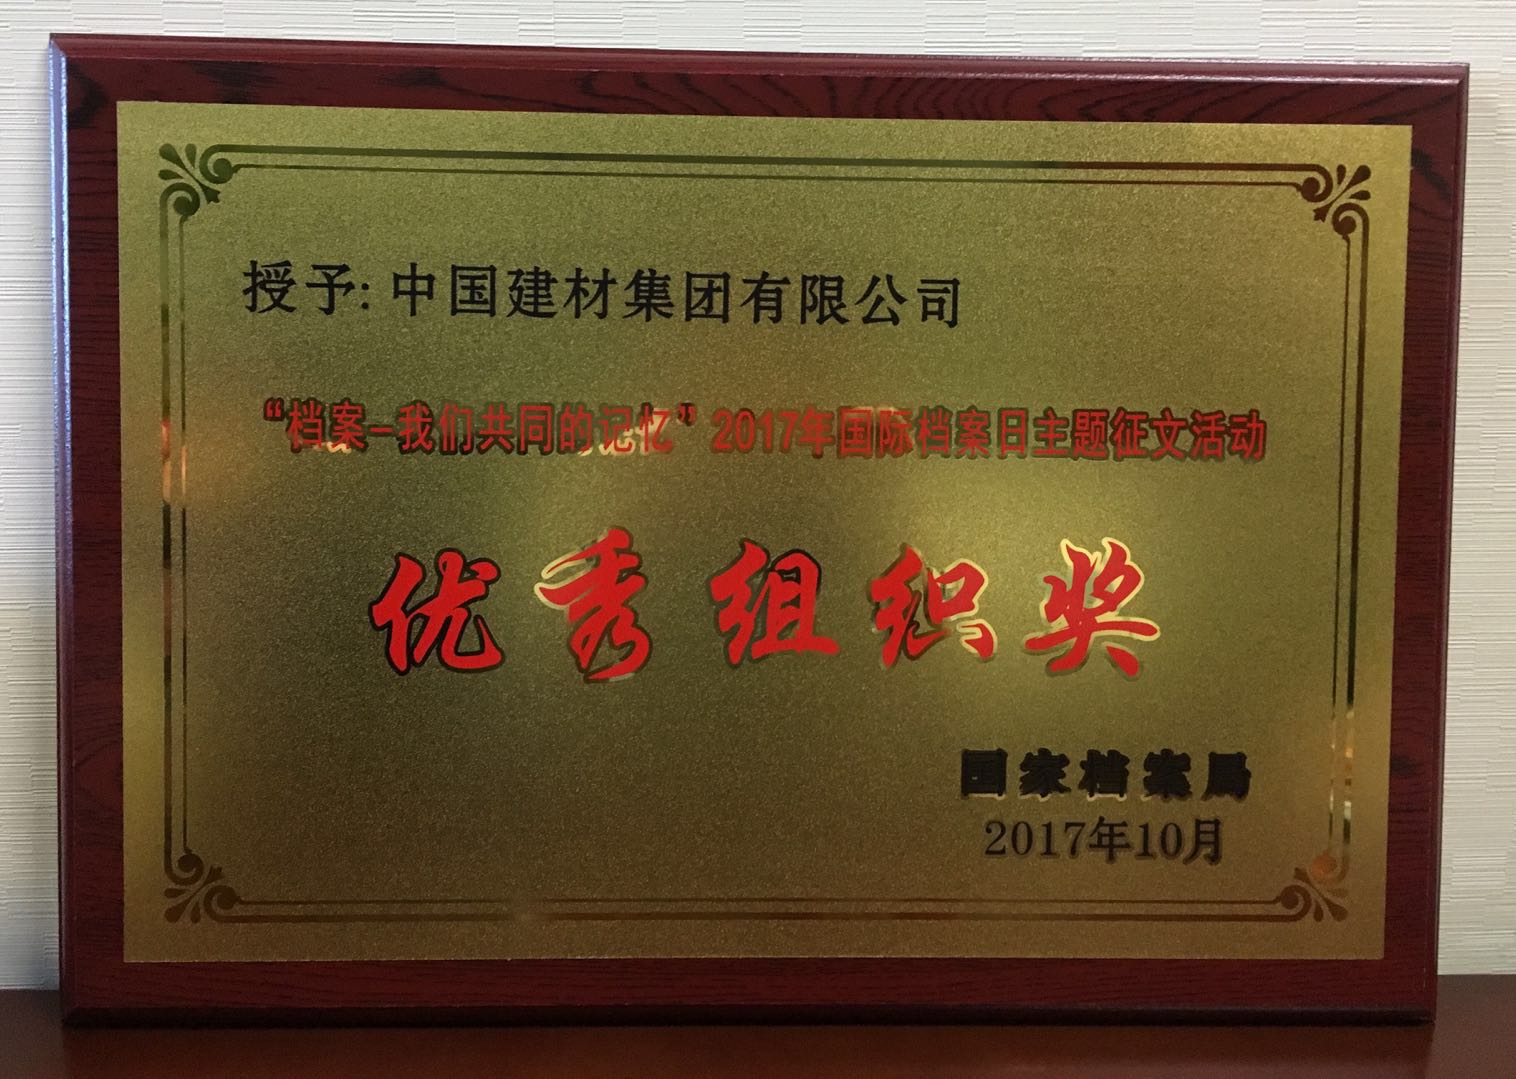 授予: 中国建材集团有限公司
“档案-我们共同的记忆”2017年国际档案日主题征文活动
优秀组织奖
国家档案局
2017年10月